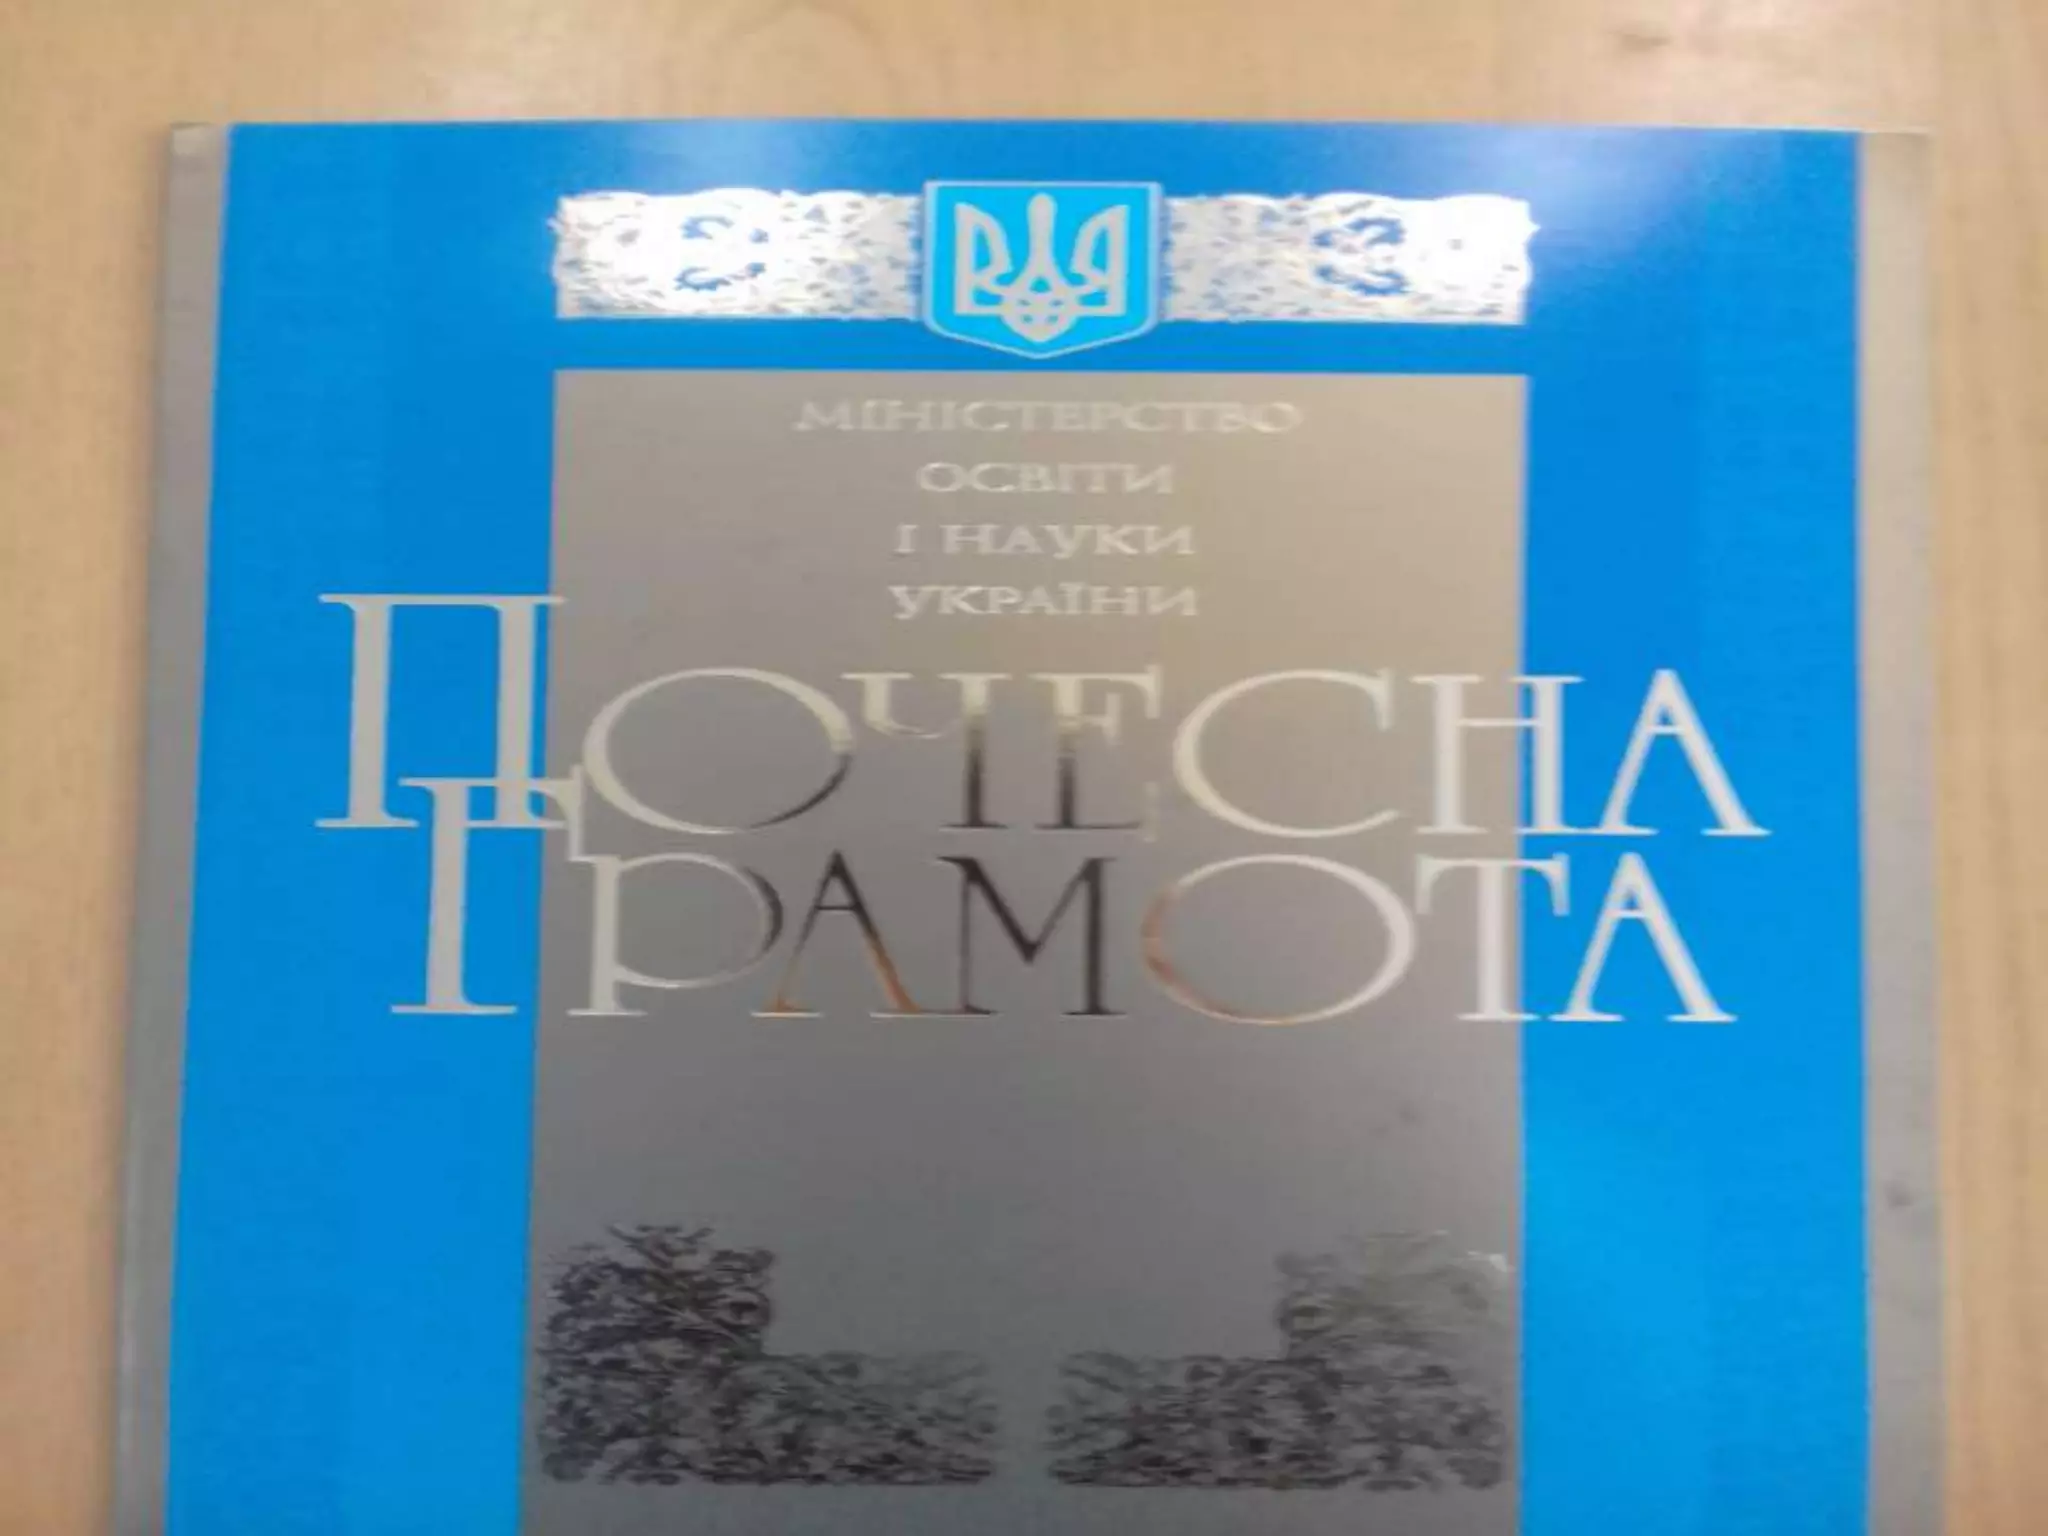 МІНІСТЕРСТВО
ОСВІТИ
І НАУКИ
УКРАЇНИ
ПОЧЕСНА
ГРАМОТА